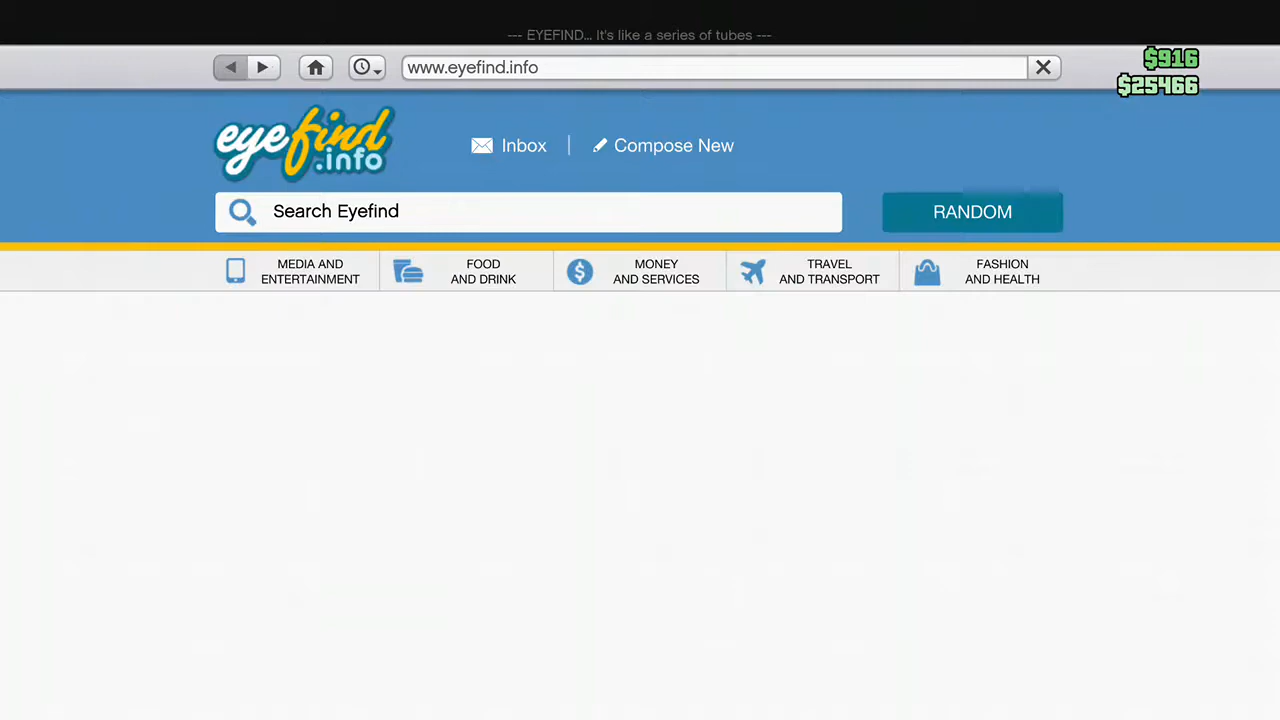 --- EYEFIND... It's like a series of tubes ---
www.eyefind.info
$916
$25466
eyefind
.info
Inbox
Compose New
Search Eyefind
RANDOM
MEDIA AND
ENTERTAINMENT
FOOD
AND DRINK
MONEY
AND SERVICES
TRAVEL
AND TRANSPORT
FASHION
AND HEALTH